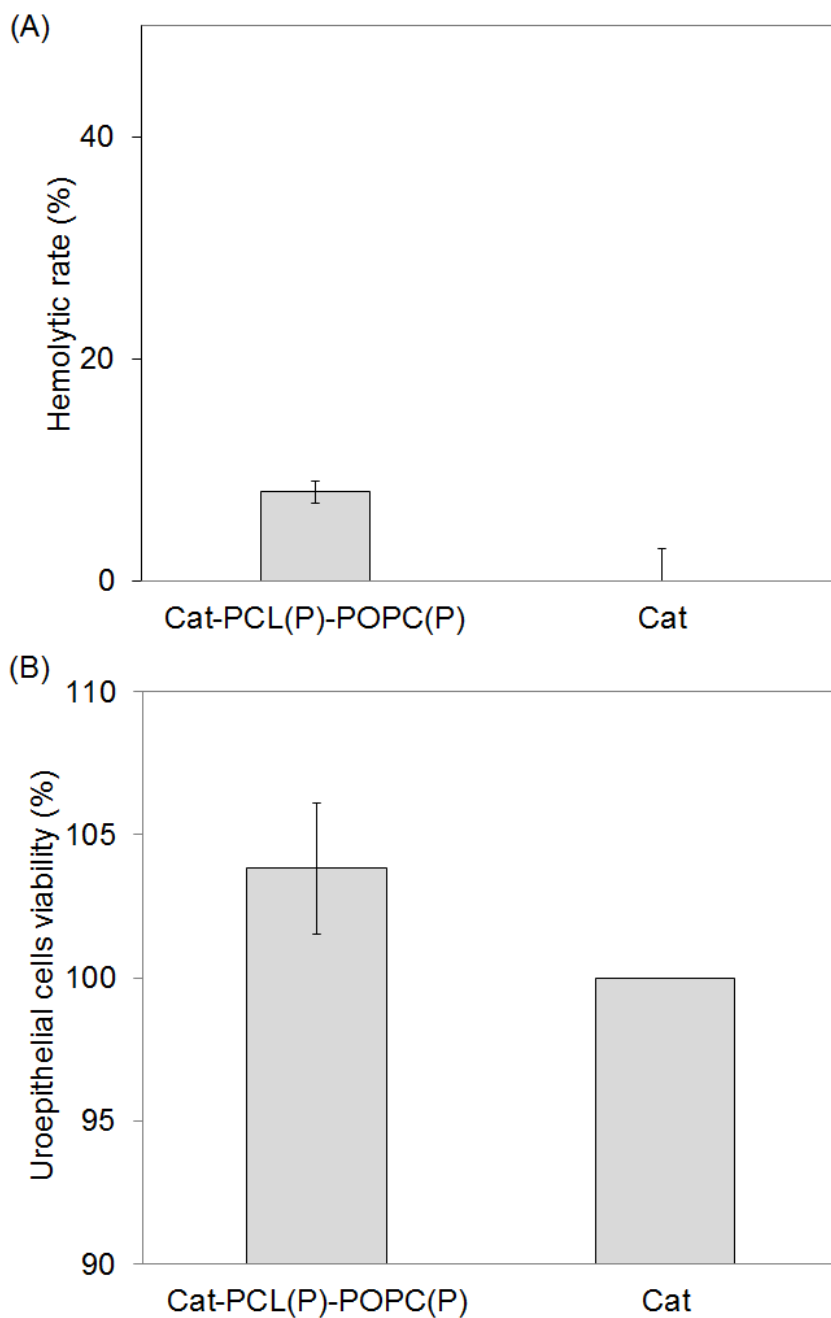 (A)
Hemolytic rate (%)
40
20
0
Cat-PCL(P)-POPC(P) Cat
(B)
Uroepithelial cells viability (%)
110
105
100
95
90
Cat-PCL(P)-POPC(P) Cat